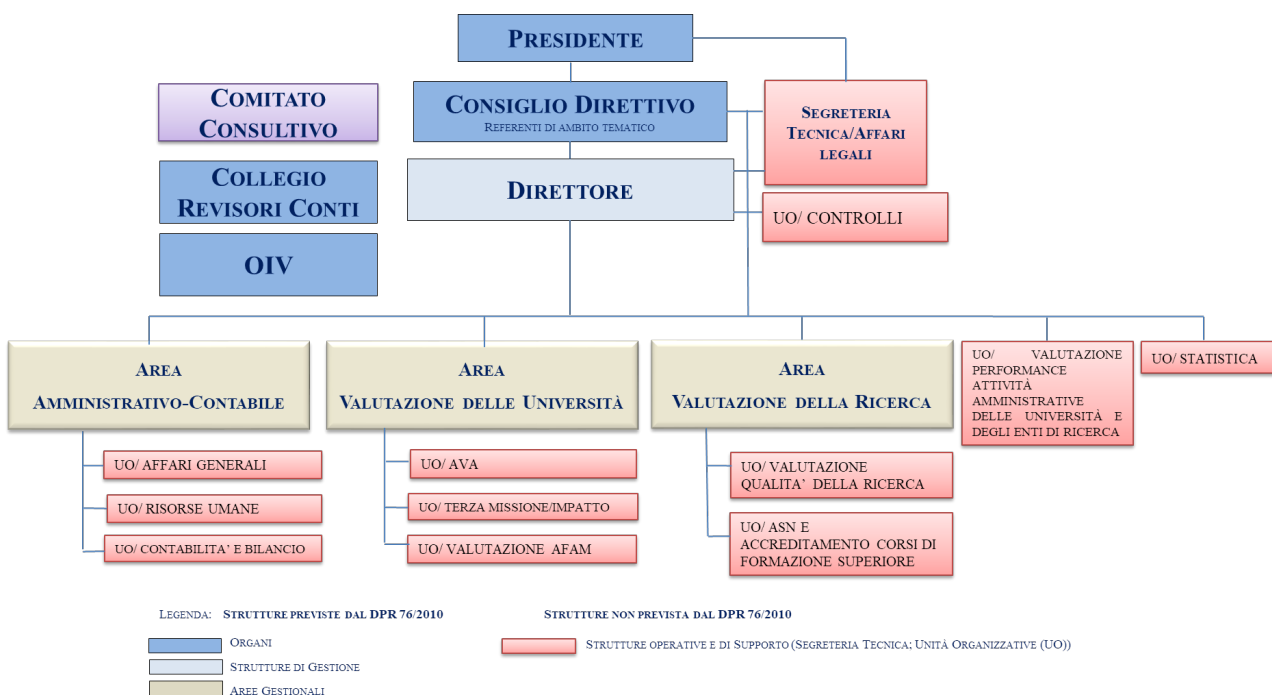 PRESIDENTE
COMITATO
CONSULTIVO
CONSIGLIO DIRETTIVO
REFERENTI DI AMBITO TEMATICO
SEGRETERIA
TECNICA/AFFARI
LEGALI
COLLEGIO
REVISORI CONTI
DIRETTORE
UO/ CONTROLLI
OIV
AREA
AMMINISTRATIVO-CONTABILE
AREA
VALUTAZIONE DELLE UNIVERSITÀ
AREA
VALUTAZIONE DELLA RICERCA
UO/ VALUTAZIONE
PERFORMANCE
ATTIVITÀ
AMMINISTRATIVE
DELLE UNIVERSITÀ E
DEGLI ENTI DI RICERCA
UO/ STATISTICA
UO/ AFFARI GENERALI
UO/ RISORSE UMANE
UO/ CONTABILITA' E BILANCIO
UO/ AVA
UO/ TERZA MISSIONE/IMPATTO
UO/ VALUTAZIONE AFAM
UO/ VALUTAZIONE
QUALITA' DELLA RICERCA
UO/ ASN E
ACCREDITAMENTO CORSI DI
FORMAZIONE SUPERIORE
LEGENDA: STRUTTURE PREVISTE DAL DPR 76/2010
STRUTTURE NON PREVISTA DAL DPR 76/2010
ORGANI
STRUTTURE OPERATIVE E DI SUPPORTO (SEGRETERIA TECNICA; UNITÀ ORGANIZZATIVE (UO))
STRUTTURE DI GESTIONE
AREE GESTIONALI